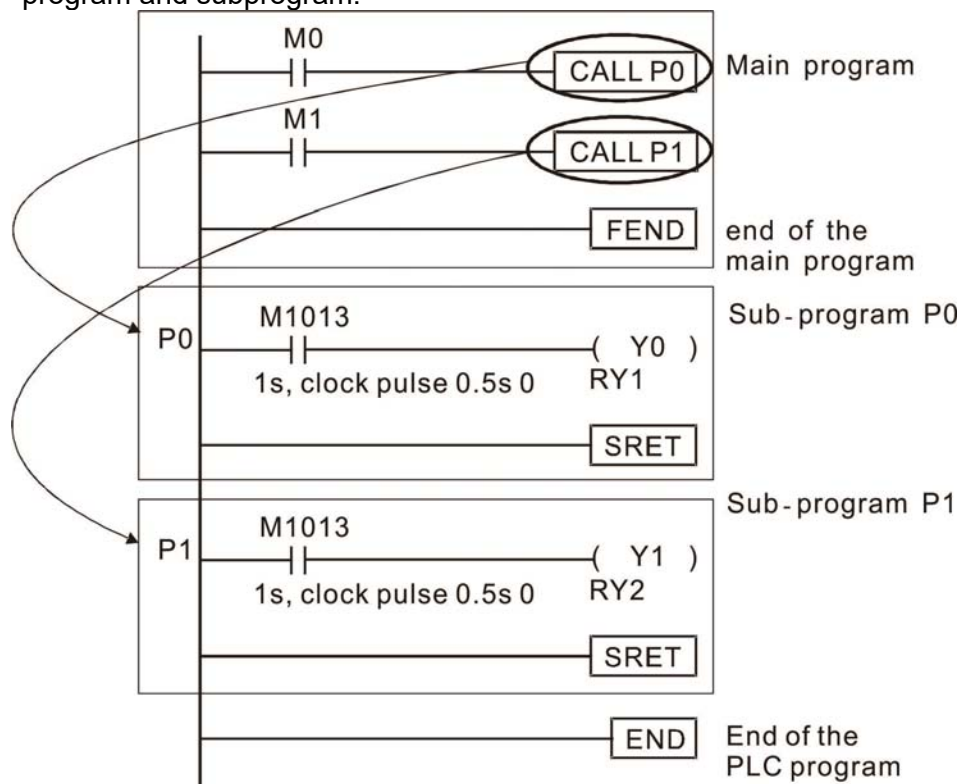 program and subprogram.
M0
CALL P0
Main program
M1
CALL P1
FEND
end of the
main program
Sub-program P0
M1013
P0
( Y0 )
1s, clock pulse 0.5s 0
RY1
SRET
Sub-program P1
M1013
P1
( Y1 )
1s, clock pulse 0.5s 0
RY2
SRET
END
End of the
PLC program